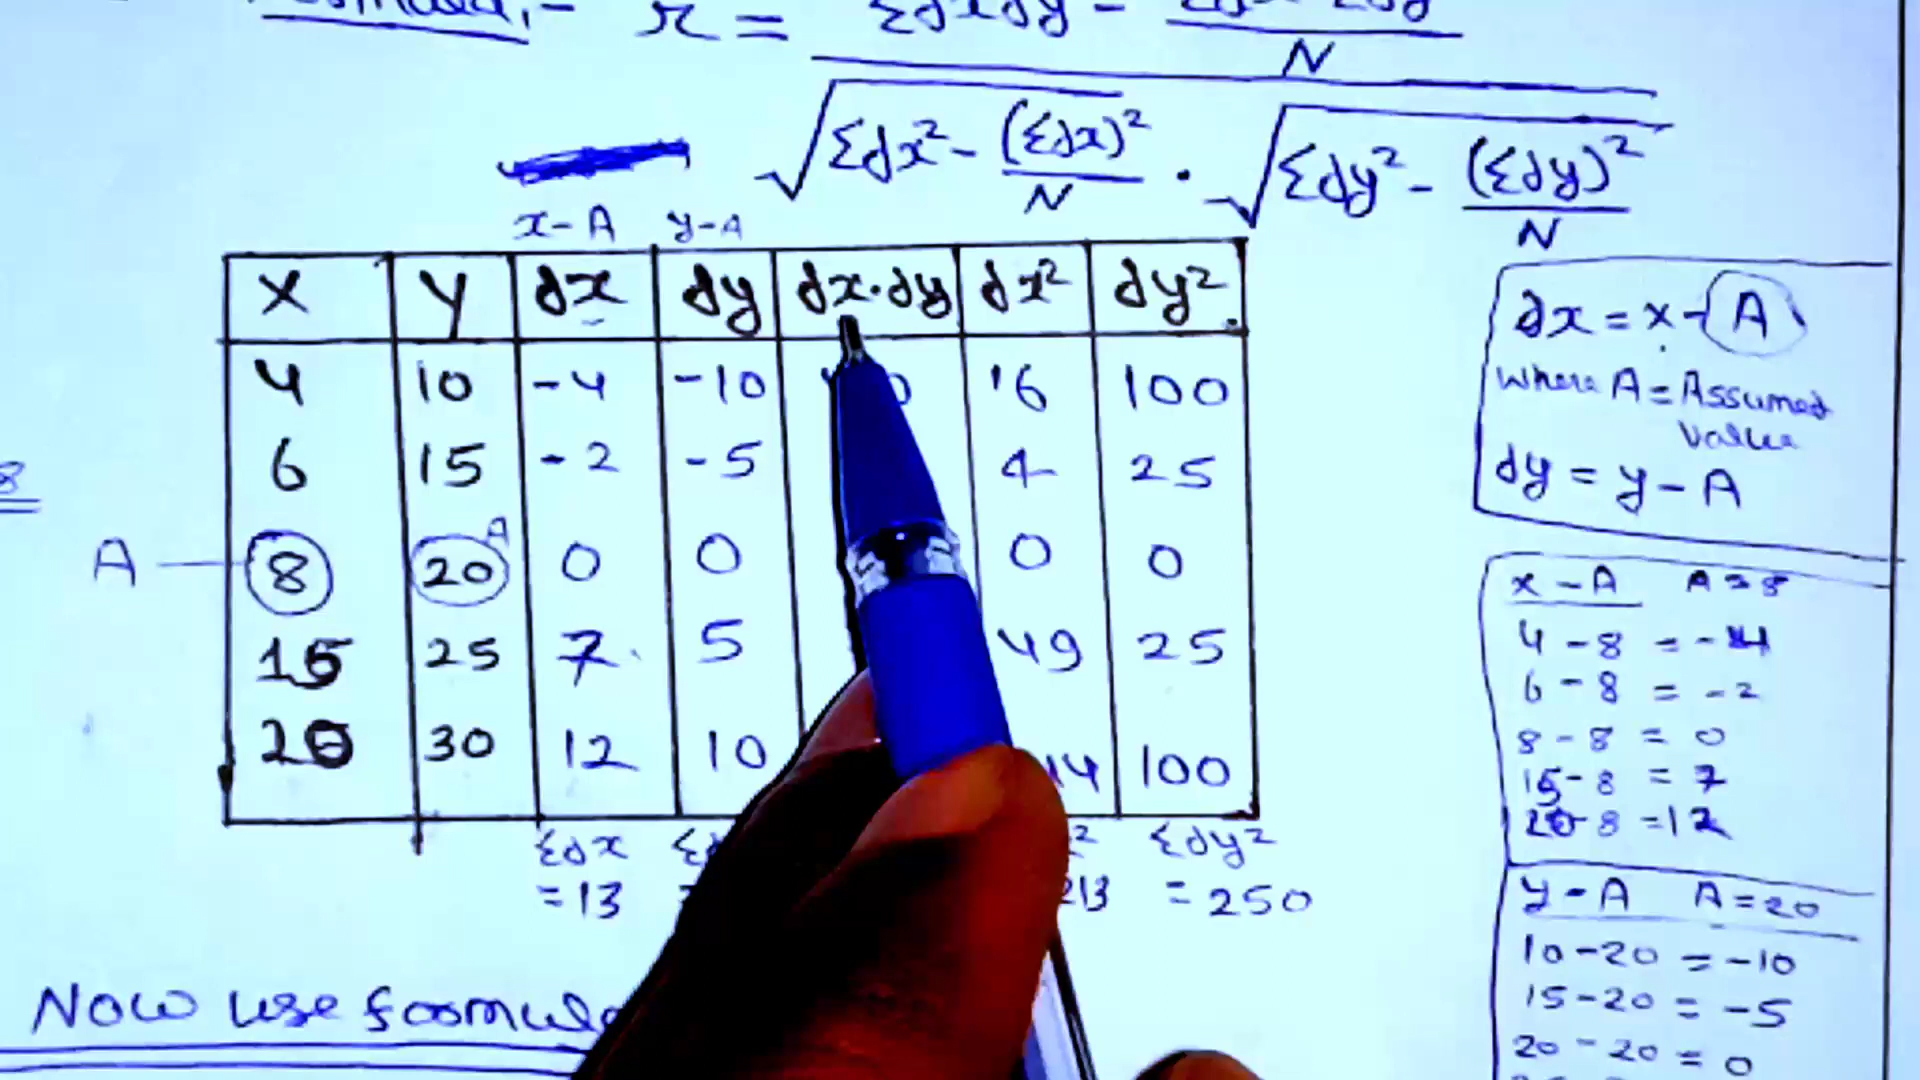 r = Σdxdy -
N
√Σdx² - (Σdx)²/N . √Σdy² - (Σdy)²/N
x-A y-A
X Y dx dy dx.dy dx² dy²
4 10 -4 -10 16 100
6 15 -2 -5 4 25
A 8 20 A 0 0 0 0
15 25 7. 5 49 25
20 30 12 10 100
Σdx Σdy²
=13 =250
8
Now use
dx = x-A
where A = Assumed
Value
dy = y-A
x-A A=8
4-8 = -4
6-8 = -2
8-8 = 0
15-8 = 7
20-8 =12
y-A A=20
10-20 = -10
15-20 = -5
20-20 = 0